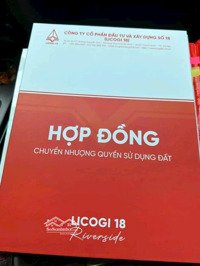 CÔNG TY CỔ PHẦN ĐẦU TƯ VÀ XÂY DỰNG SỐ 18
(LICOGI 18)
HỢP ĐỒNG
CHUYỂN NHƯỢNG QUYỀN SỬ DỤNG ĐẤT
LICOGI 18
Riverside